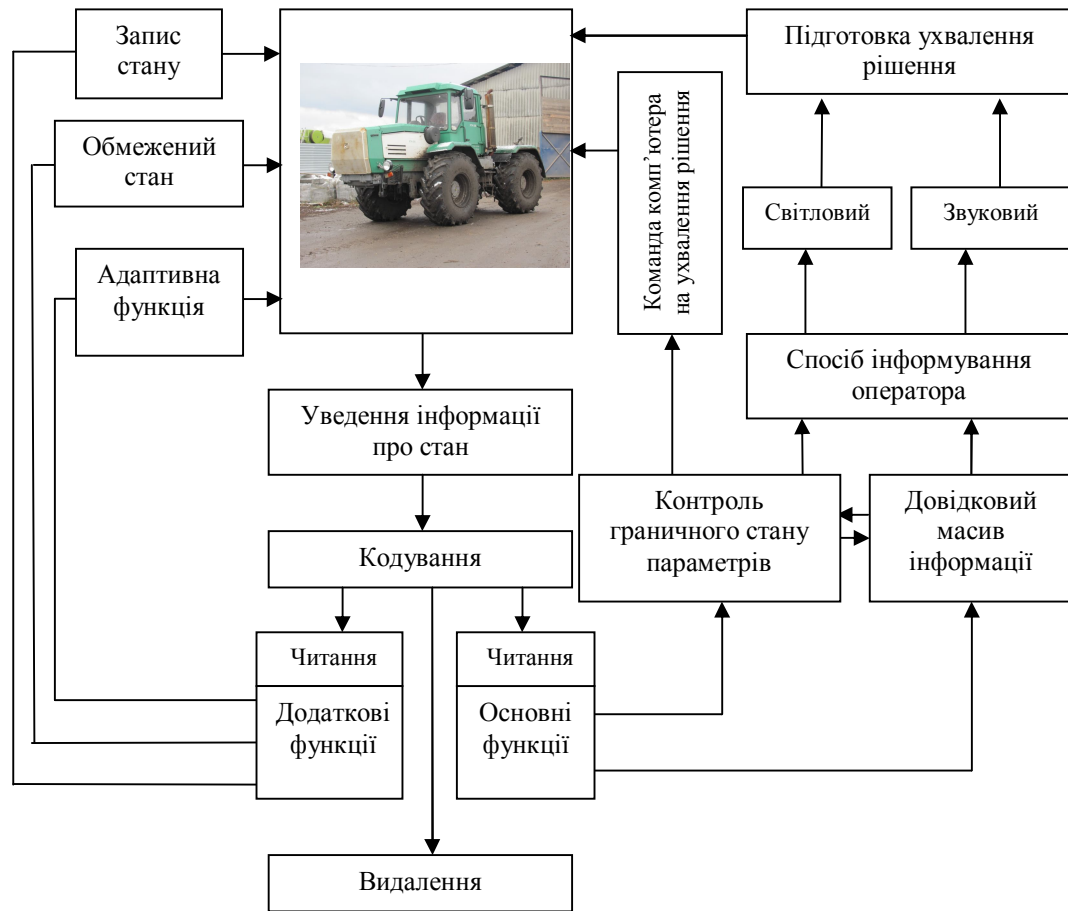 Запис
стану
Обмежений
стан
Адаптивна
функція
Підготовка ухвалення
рішення
Команда комп’ютера
на ухвалення рішення
Світловий
Звуковий
Спосіб інформування
оператора
Уведення інформації
про стан
Контроль
граничного стану
параметрів
Довідковий
масив
інформації
Кодування
Читання
Додаткові
функції
Читання
Основні
функції
Видалення